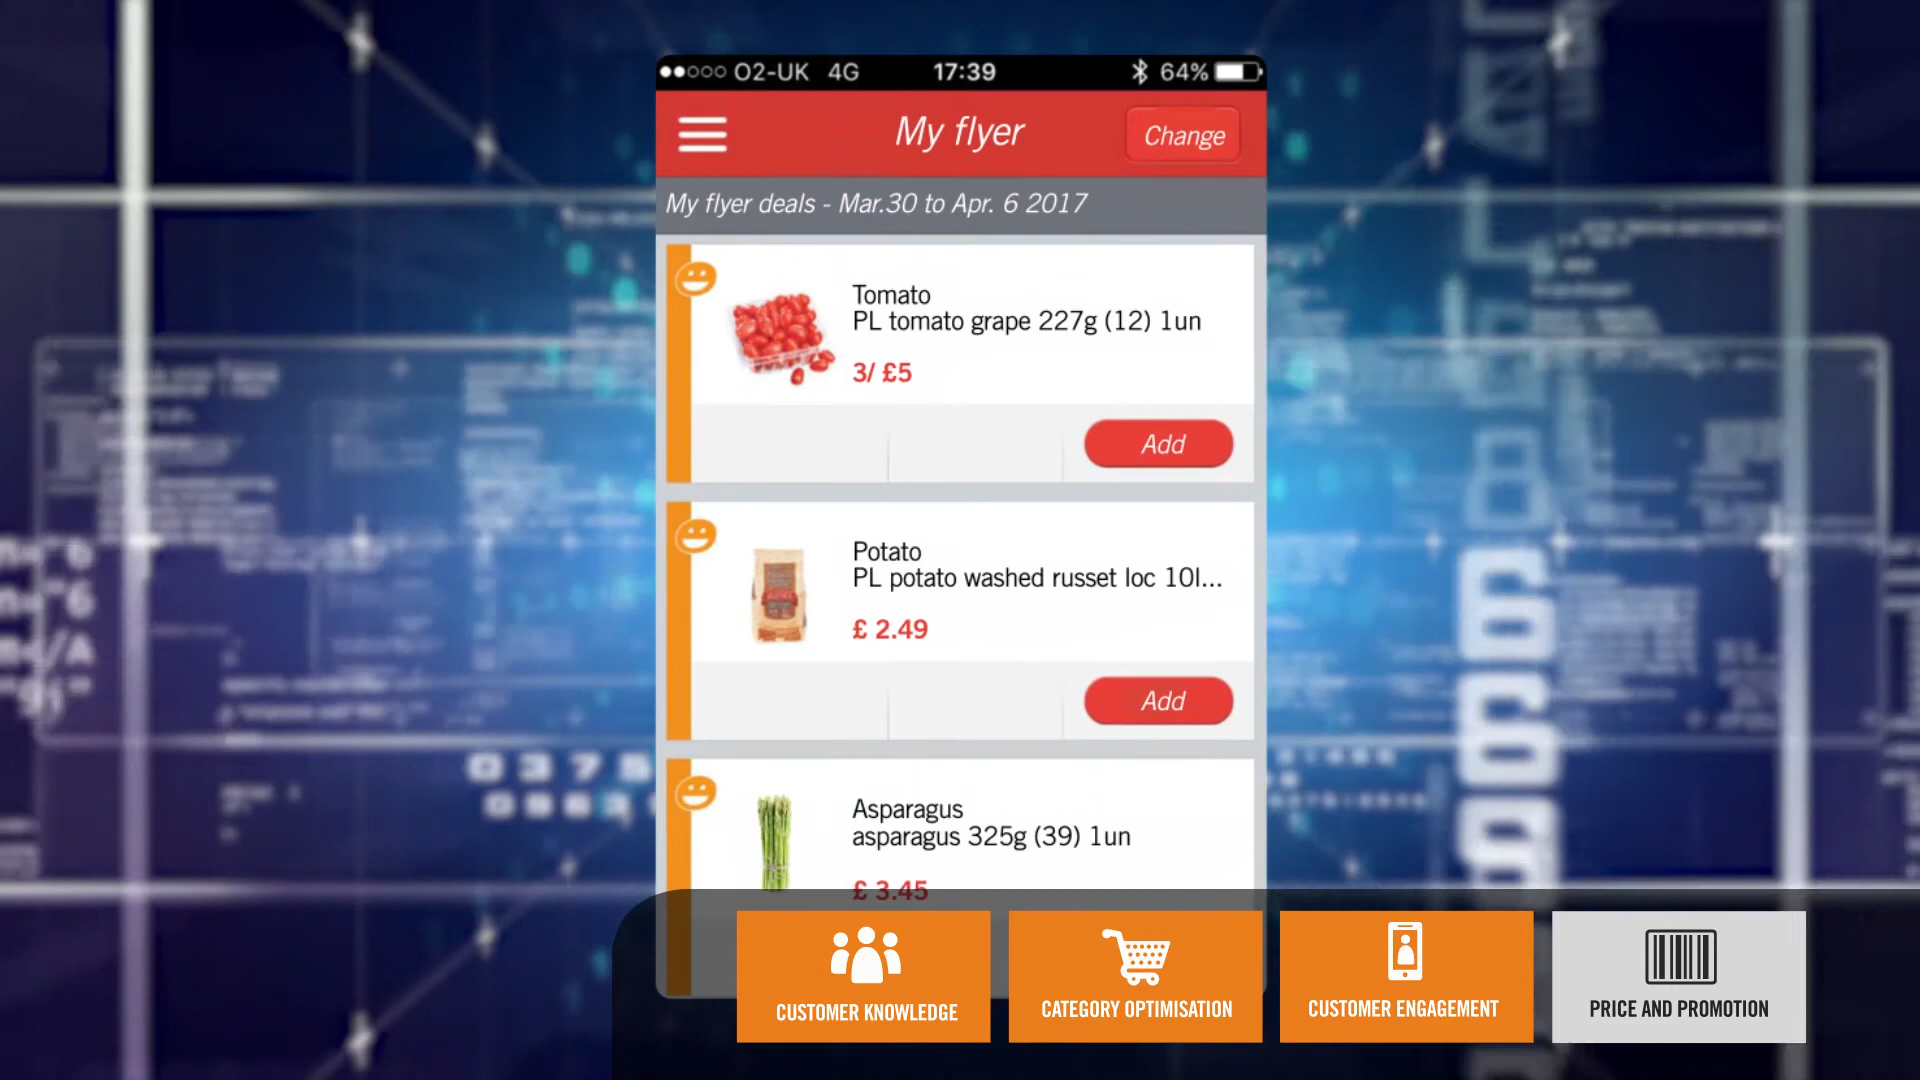 O2-UK 4G 17:39 64%
My flyer
Change
My flyer deals - Mar.30 to Apr. 6 2017
Tomato
PL tomato grape 227g (12) 1un
3/ £5
Add
Potato
PL potato washed russet loc 10l...
£ 2.49
Add
Asparagus
asparagus 325g (39) 1un
£ 3.45
CUSTOMER KNOWLEDGE
CATEGORY OPTIMISATION
CUSTOMER ENGAGEMENT
PRICE AND PROMOTION